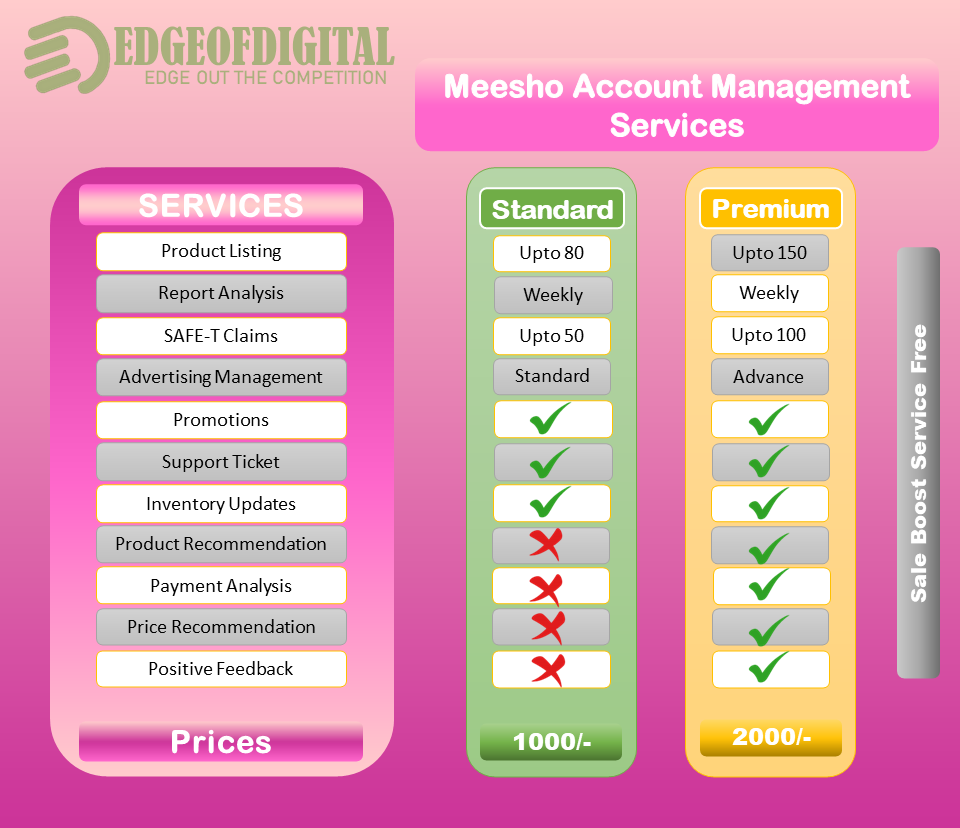 EDGEOFDIGITAL
EDGE OUT THE COMPETITION
Meesho Account Management
Services
SERVICES
Standard
Premium
Product Listing
Upto 80
Upto 150
Report Analysis
Weekly
Weekly
SAFE-T Claims
Upto 50
Upto 100
Advertising Management
Standard
Advance
Promotions
Support Ticket
Inventory Updates
Product Recommendation
Payment Analysis
Price Recommendation
Positive Feedback
Prices
1000/-
2000/-
Sale Boost Service Free